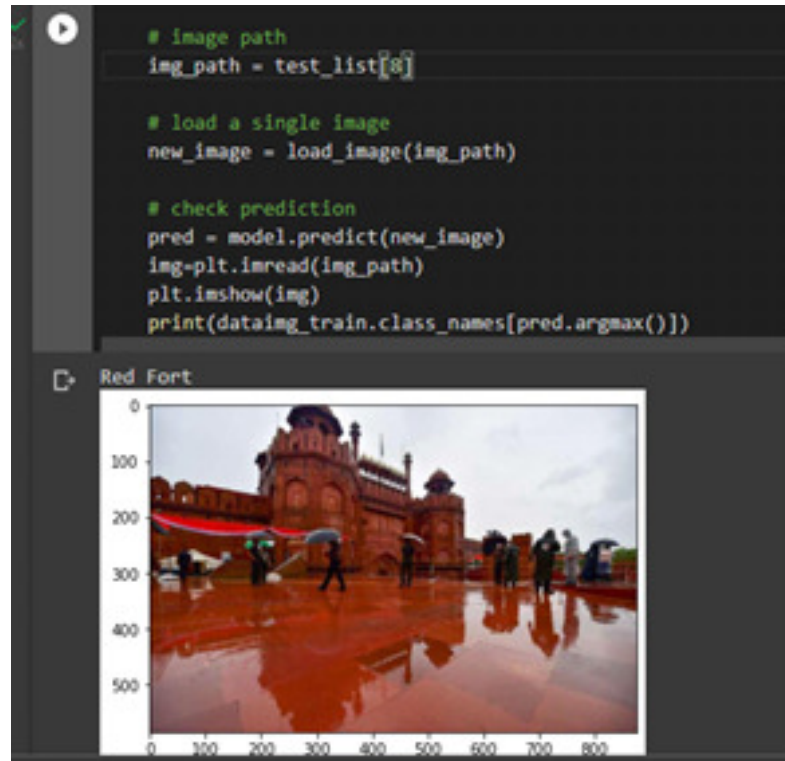 # image path
img_path = test_list[8]
# load a single image
new_image = load_image(img_path)
# check prediction
pred = model.predict(new_image)
img=plt.imread(img_path)
plt.imshow(img)
print(dataimg_train.class_names[pred.argmax()])
Red Fort
0
100
200
300
400
500
0 100 200 300 400 500 600 700 800